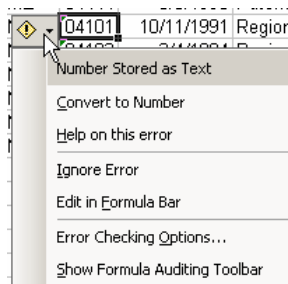 04101 10/11/1991 Region
Number Stored as Text
Convert to Number
Help on this error
Ignore Error
Edit in Formula Bar
Error Checking Options...
Show Formula Auditing Toolbar